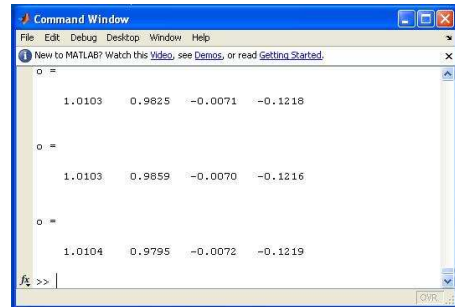 Command Window
File Edit Debug Desktop Window Help
New to MATLAB? Watch this Video, see Demos, or read Getting Started.
o =
1.0103 0.9825 -0.0071 -0.1218
o =
1.0103 0.9859 -0.0070 -0.1216
o =
1.0104 0.9795 -0.0072 -0.1219
fx >>
OVR